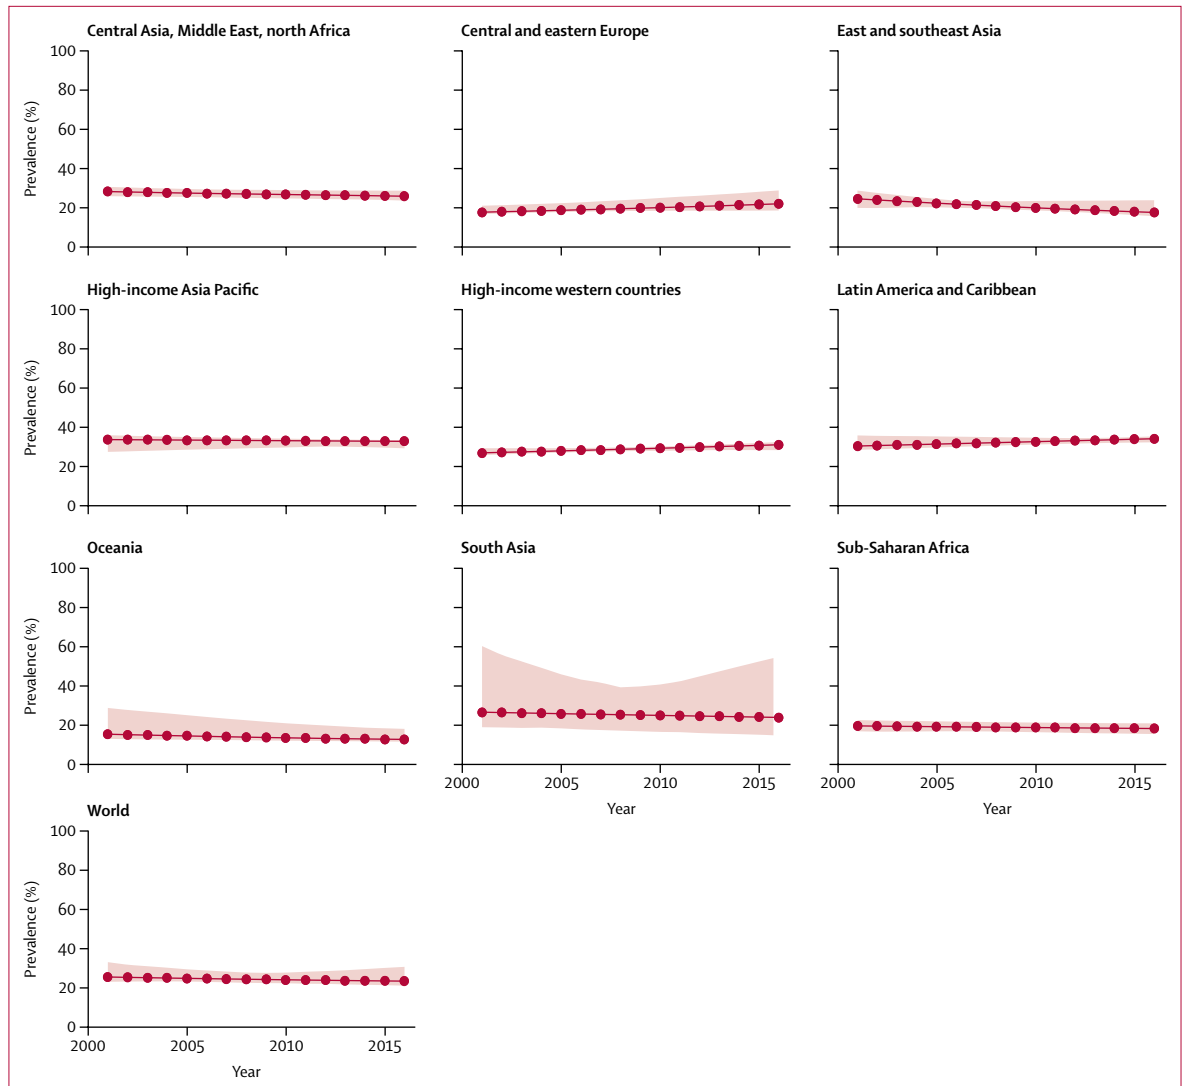 Central Asia, Middle East, north Africa
Central and eastern Europe
East and southeast Asia
Prevalence (%)
100
80
60
40
20
0
High-income Asia Pacific
High-income western countries
Latin America and Caribbean
Prevalence (%)
100
80
60
40
20
0
Oceania
South Asia
Sub-Saharan Africa
Prevalence (%)
100
80
60
40
20
0
2000 2005 2010 2015
Year
2000 2005 2010 2015
Year
World
Prevalence (%)
100
80
60
40
20
0
2000 2005 2010 2015
Year